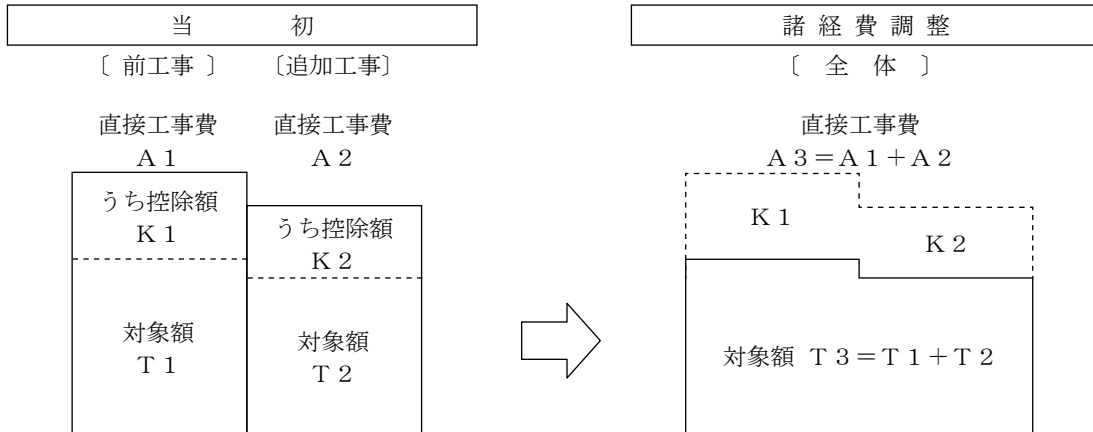 当　　　初
諸 経 費 調 整
〔 前工事 〕　〔追加工事〕
〔　全　体　〕
直接工事費
Ａ１
直接工事費
Ａ２
直接工事費
Ａ３＝Ａ１＋Ａ２
うち控除額
Ｋ１
うち控除額
Ｋ２
Ｋ１
Ｋ２
対象額
Ｔ１
対象額
Ｔ２
対象額 Ｔ３＝Ｔ１＋Ｔ２